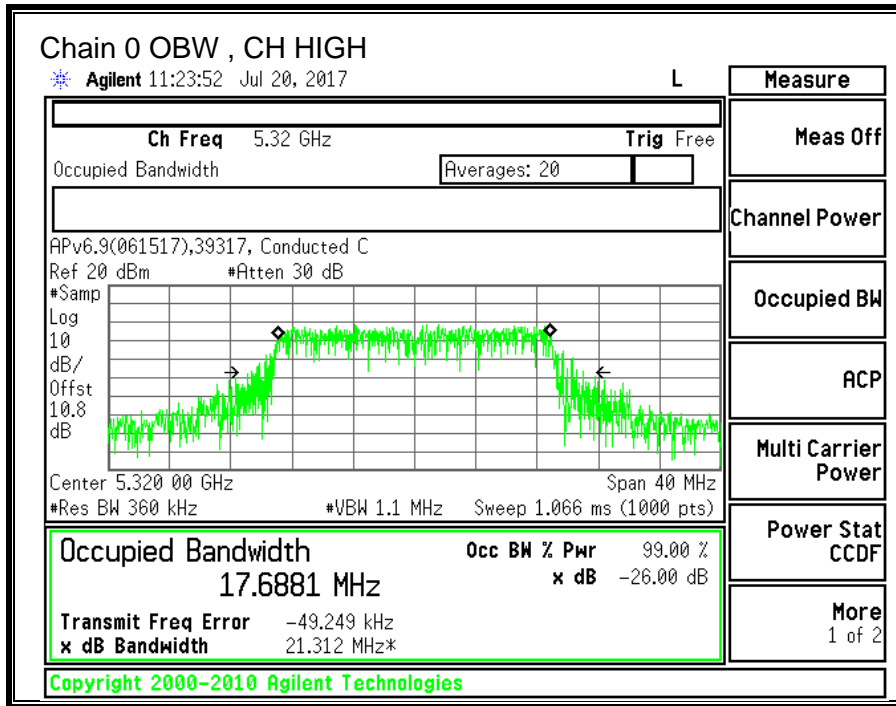 Chain 0 OBW , CH HIGH
Agilent 11:23:52 Jul 20, 2017 L
Measure
Ch Freq 5.32 GHz Trig Free
Occupied Bandwidth Averages: 20
APv6.9(061517),39317, Conducted C
Ref 20 dBm #Atten 30 dB
#Samp
Log
10
dB/
Offst
10.8
dB
Center 5.320 00 GHz Span 40 MHz
#Res BW 360 kHz #VBW 1.1 MHz Sweep 1.066 ms (1000 pts)
Occupied Bandwidth Occ BW % Pwr 99.00 %
17.6881 MHz x dB -26.00 dB
Transmit Freq Error -49.249 kHz
x dB Bandwidth 21.312 MHz*
Meas Off
Channel Power
Occupied BW
ACP
Multi Carrier
Power
Power Stat
CCDF
More
1 of 2
Copyright 2000-2010 Agilent Technologies